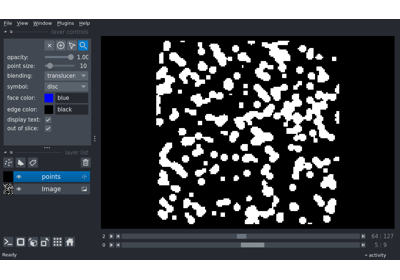 File View Window Plugins Help
layer controls
opacity: 1.00
point size: 10
blending: translucen
symbol: disc
face color: blue
edge color: black
display text:
out of slice:
layer list
points
Image
2 64 127
0 5 9
Ready activity